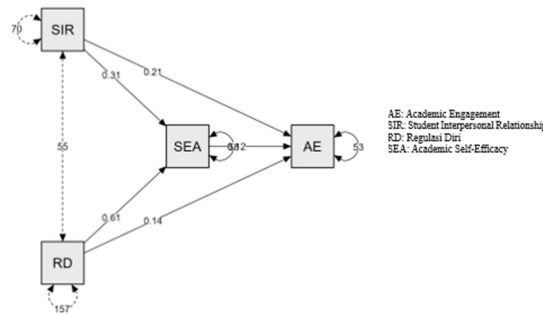 70
SIR
0.31
0.21
55
SEA
AE
53
0.61
0.14
RD
157
AE: Academic Engagement
SIR: Student Interpersonal Relationship
RD: Regulasi Diri
SEA: Academic Self-Efficacy